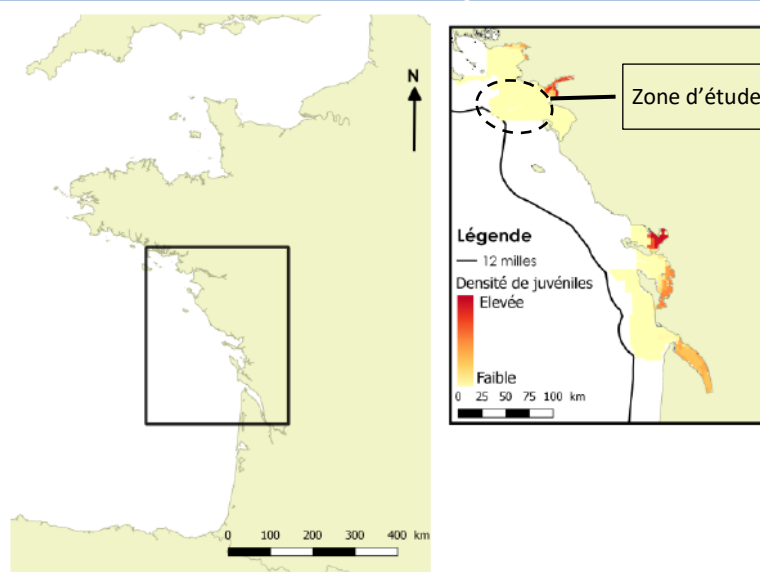 N
0 100 200 300 400 km
Zone d'étude
Légende
12 milles
Densité de juvéniles
Elevée
Faible
0 25 50 75 100 km